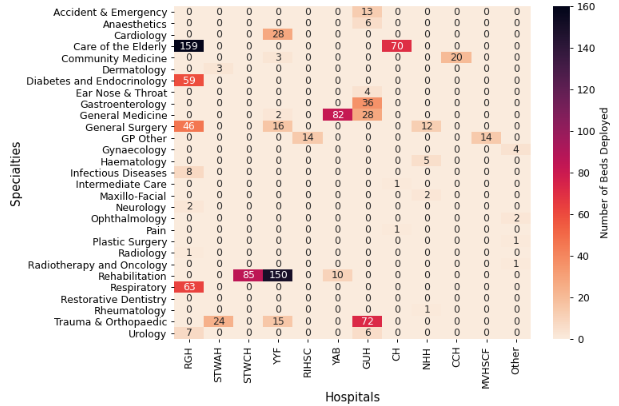 Specialties
Accident & Emergency 0 0 0 0 0 0 13 0 0 0 0 0
Anaesthetics 0 0 0 0 0 0 6 0 0 0 0 0
Cardiology 0 0 0 28 0 0 0 0 0 0 0 0
Care of the Elderly 159 0 0 0 0 0 0 70 0 0 0 0
Community Medicine 0 0 0 3 0 0 0 0 0 20 0 0
Dermatology 0 3 0 0 0 0 0 0 0 0 0 0
Diabetes and Endocrinology 59 0 0 0 0 0 0 0 0 0 0 0
Ear Nose & Throat 0 0 0 0 0 0 4 0 0 0 0 0
Gastroenterology 0 0 0 0 0 0 36 0 0 0 0 0
General Medicine 0 0 0 2 0 82 28 0 0 0 0 0
General Surgery 46 0 0 16 0 0 0 0 12 0 0 0
GP Other 0 0 0 0 14 0 0 0 0 0 14 0
Gynaecology 0 0 0 0 0 0 0 0 0 0 0 4
Haematology 0 0 0 0 0 0 0 0 5 0 0 0
Infectious Diseases 8 0 0 0 0 0 0 0 0 0 0 0
Intermediate Care 0 0 0 0 0 0 0 1 0 0 0 0
Maxillo-Facial 0 0 0 0 0 0 0 0 2 0 0 0
Neurology 2 0 0 0 0 0 0 0 0 0 0 0
Ophthalmology 0 0 0 0 0 0 0 0 0 0 0 2
Pain 0 0 0 0 0 0 0 1 0 0 0 0
Plastic Surgery 0 0 0 0 0 0 0 0 0 0 0 1
Radiology 1 0 0 0 0 0 0 0 0 0 0 0
Radiotherapy and Oncology 0 0 0 0 0 0 0 0 0 0 0 1
Rehabilitation 0 0 85 150 0 10 0 0 0 0 0 0
Respiratory 63 0 0 0 0 0 0 0 0 0 0 0
Restorative Dentistry 0 0 0 0 0 0 0 0 0 0 0 0
Rheumatology 0 0 0 0 0 0 0 0 1 0 0 0
Trauma & Orthopaedic 0 24 0 15 0 0 72 0 0 0 0 0
Urology 7 0 0 0 0 0 6 0 0 0 0 0
RGH STWAH STWCH YYF RIHSC YAB GUH CH NHH CCH MVHSCF Other
Hospitals
160
140
120
100
80
60
40
20
0
Number of Beds Deployed